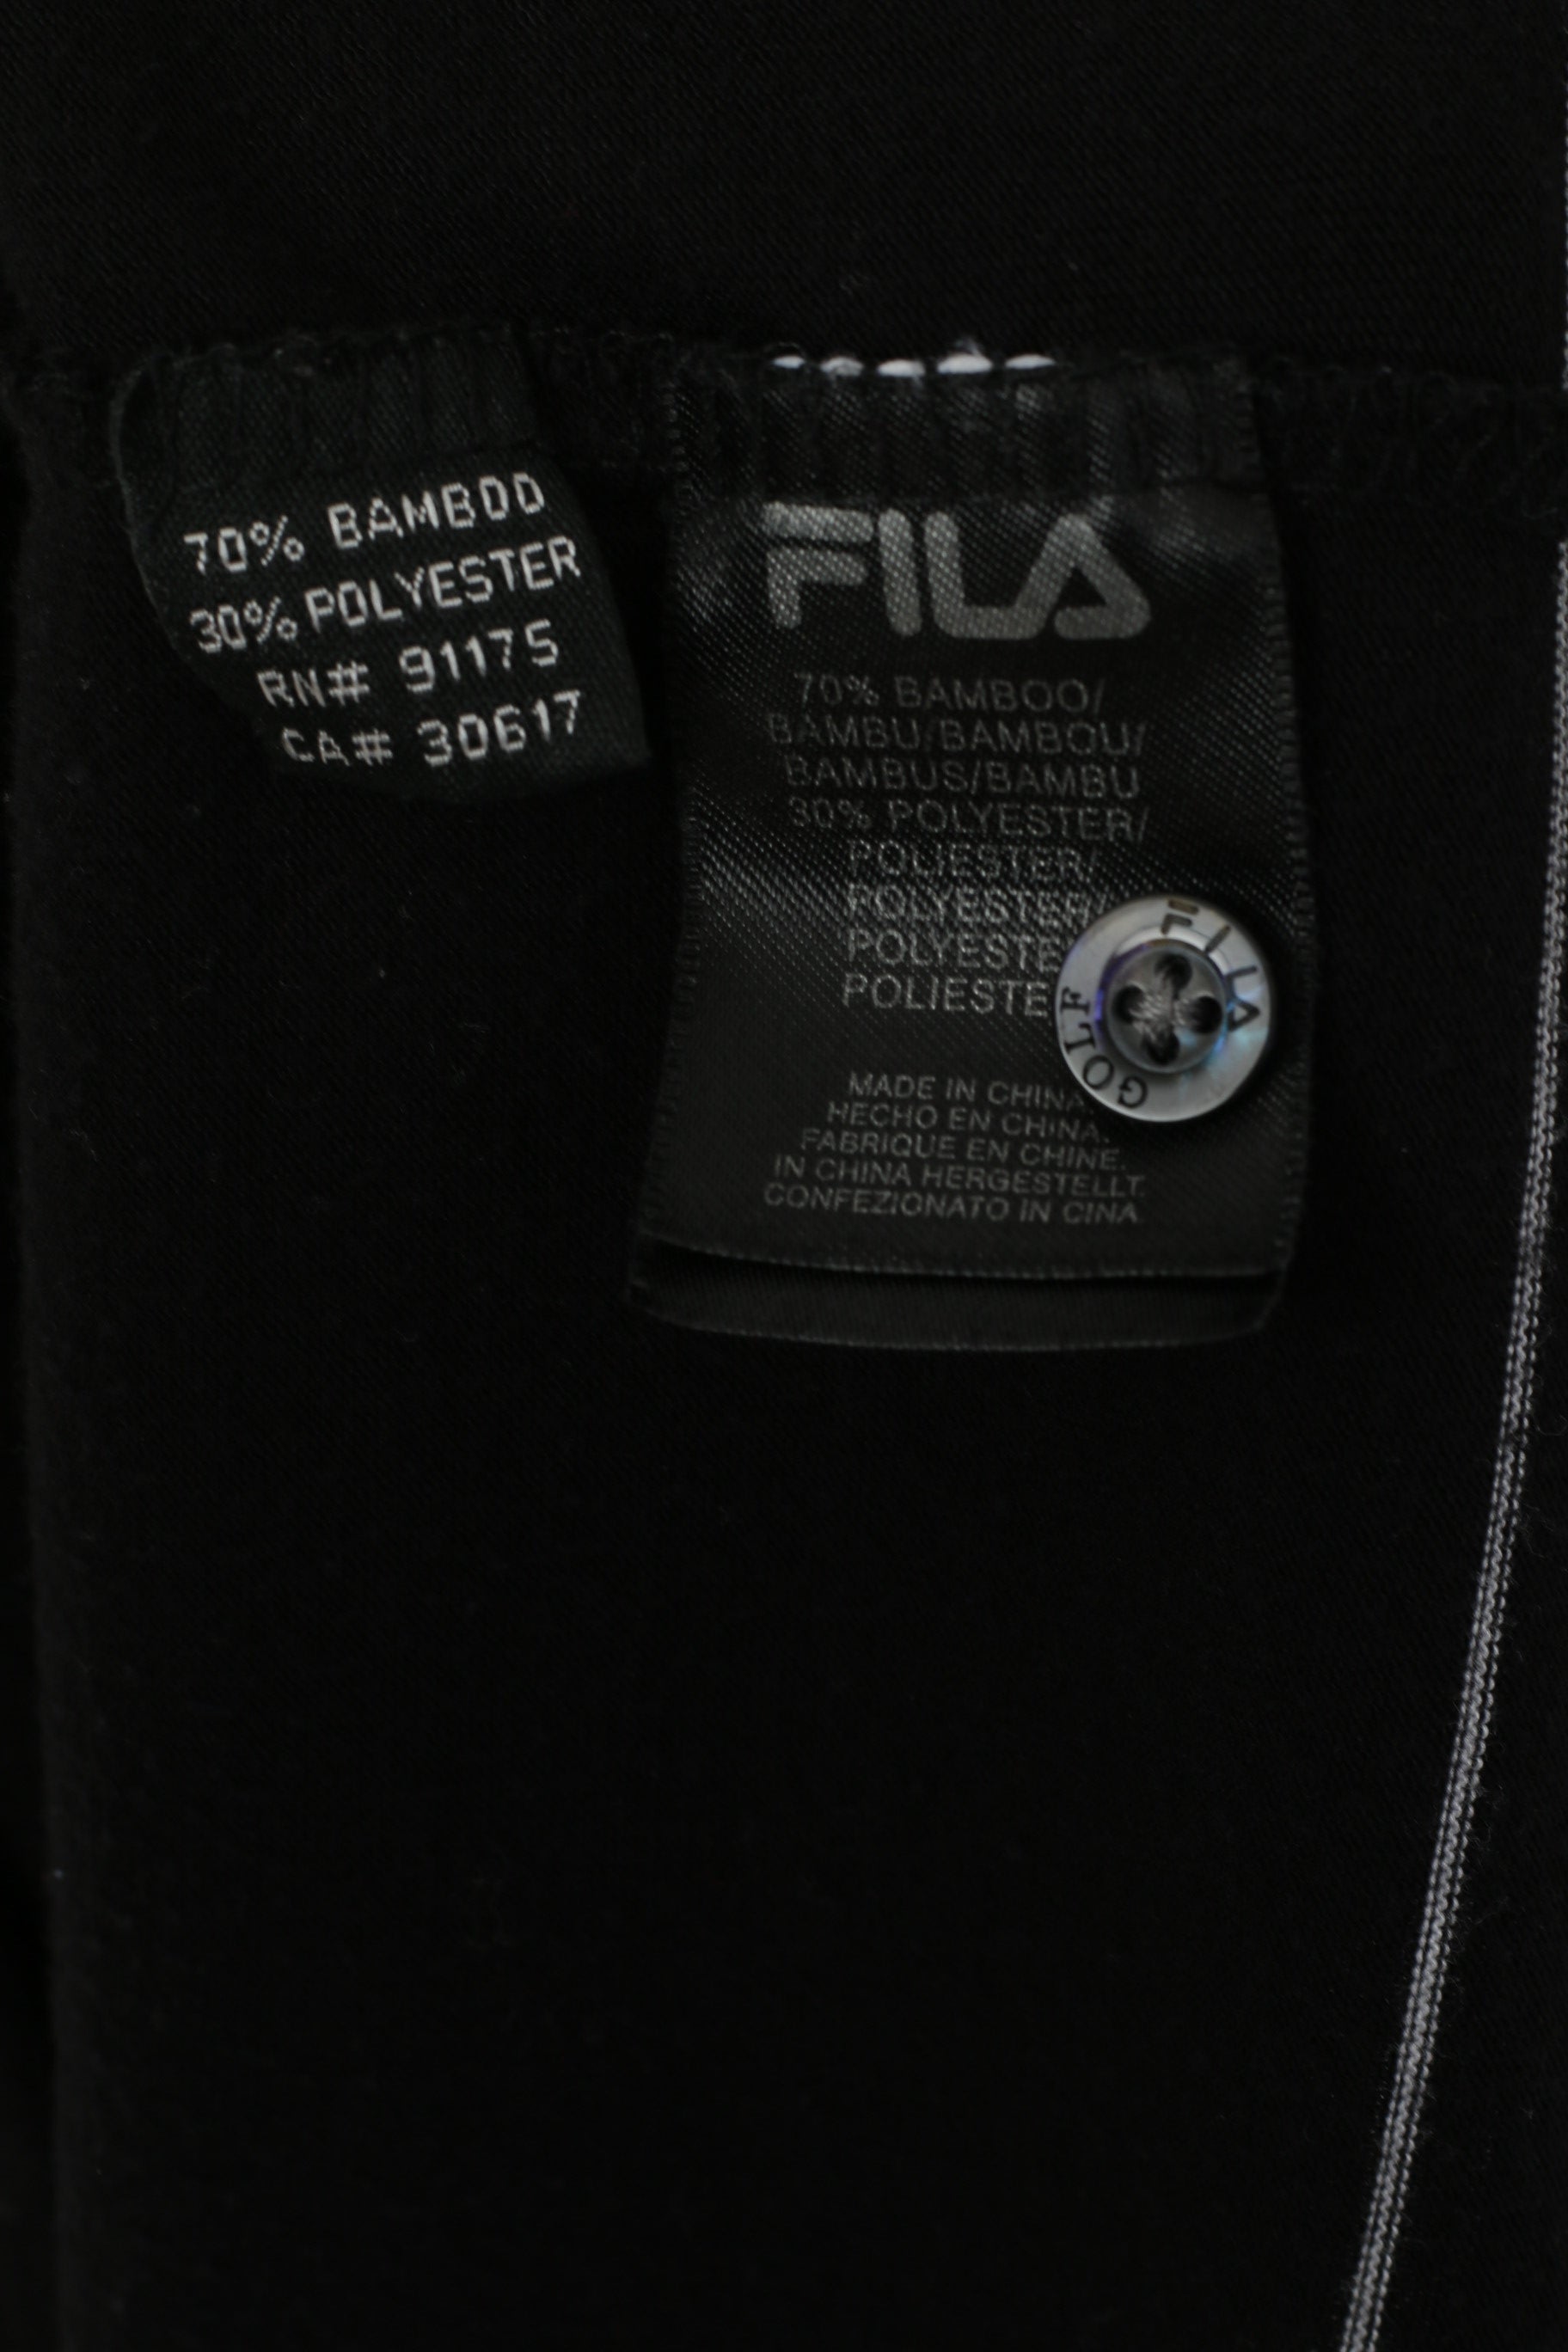 70% BAMBOO
30% POLYESTER
RN# 91175
CA# 30617
FILA
70% BAMBOO/
BAMBU/BAMBOU/
BAMBUS/BAMBU
30% POLYESTER/
POLIESTER/
POLYESTER/
POLYESTE
POLIESTE
MADE IN CHINA.
HECHO EN CHINA.
FABRIQUE EN CHINE.
IN CHINA HERGESTELLT.
CONFEZIONATO IN CINA
FILA
GOLF